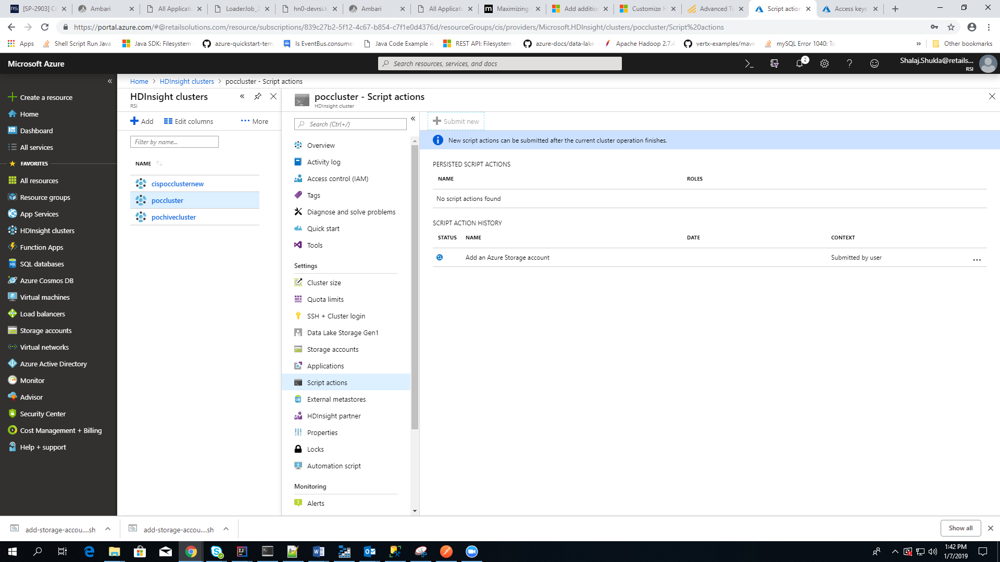 [SP-2903] Co
Ambari
All Applicatio
LoaderJob_2
hn0-devrsi.k
Ambari
All Applicatio
Maximizing
Add addition
Customize H
Advanced To
Script action
Access keys
https://portal.azure.com/#@retailsolutions.com/resource/subscriptions/839c27b2-5f12-4c67-b854-c7f1e0d4376d/resourceGroups/cis/providers/Microsoft.HDInsight/clusters/poccluster/Script%20actions
Apps
Shell Script Run Java
Java SDK: Filesystem
azure-quickstart-temp
Is EventBus.consumer
Java Code Example ic
REST API: Filesystem
azure-docs/data-lake
Apache Hadoop 2.7.4
vertx-examples/mave
mySQL Error 1040: To
»
Other bookmarks
Microsoft Azure
Search resources, services, and docs
2
Shalaj.Shukla@retails...
RSI
Home > HDInsight clusters > poccluster - Script actions
Create a resource
Home
Dashboard
All services
FAVORITES
All resources
Resource groups
App Services
HDInsight clusters
Function Apps
SQL databases
Azure Cosmos DB
Virtual machines
Load balancers
Storage accounts
Virtual networks
Azure Active Directory
Monitor
Advisor
Security Center
Cost Management + Billing
Help + support
HDInsight clusters
RSi
Add
Edit columns
More
Filter by name...
NAME
cispocclusternew
poccluster
pochivecluster
poccluster - Script actions
HDInsight cluster
Search (Ctrl+/)
Overview
Activity log
Access control (IAM)
Tags
Diagnose and solve problems
Quick start
Tools
Settings
Cluster size
Quota limits
SSH + Cluster login
Data Lake Storage Gen1
Storage accounts
Applications
Script actions
External metastores
HDInsight partner
Properties
Locks
Automation script
Monitoring
Alerts
Submit new
New script actions can be submitted after the current cluster operation finishes.
PERSISTED SCRIPT ACTIONS
NAME ROLES
No script actions found
SCRIPT ACTION HISTORY
STATUS NAME DATE CONTEXT
Add an Azure Storage account Submitted by user ...
add-storage-accou....sh
add-storage-accou....sh
Show all
1:42 PM
1/7/2019